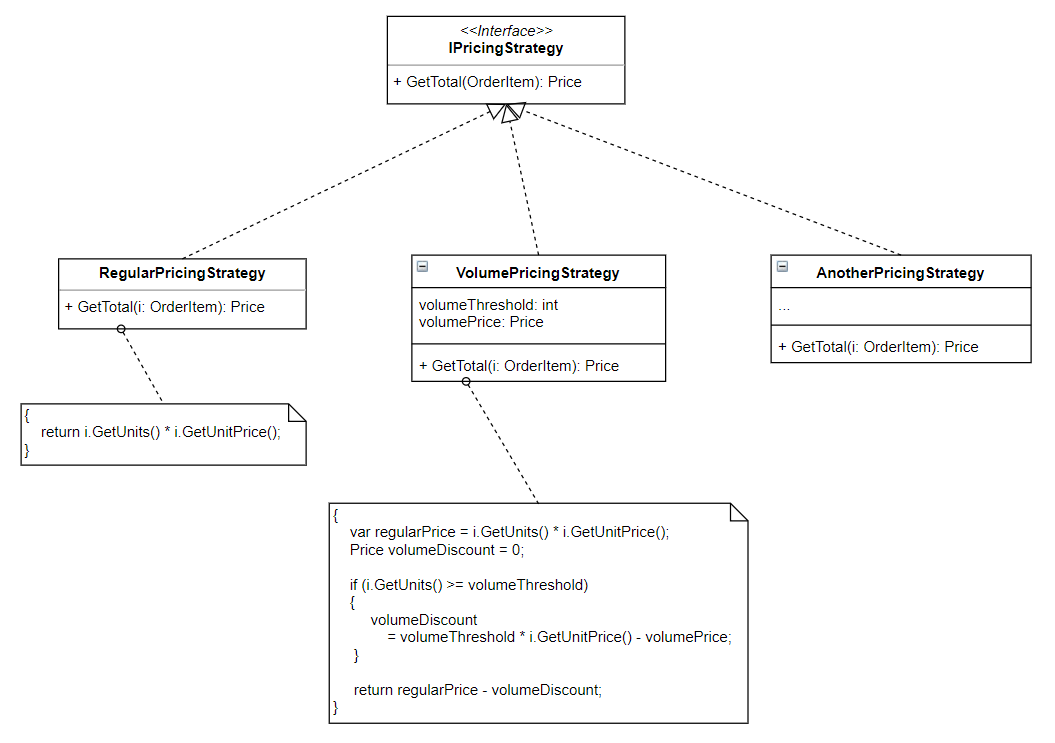 <<Interface>>
IPricingStrategy
+ GetTotal(OrderItem): Price
RegularPricingStrategy
+ GetTotal(i: OrderItem): Price
{
return i.GetUnits() * i.GetUnitPrice();
}
VolumePricingStrategy
volumeThreshold: int
volumePrice: Price
+ GetTotal(i: OrderItem): Price
{
var regularPrice = i.GetUnits() * i.GetUnitPrice();
Price volumeDiscount = 0;
if (i.GetUnits() >= volumeThreshold)
{
volumeDiscount
= volumeThreshold * i.GetUnitPrice() - volumePrice;
}
return regularPrice - volumeDiscount;
}
AnotherPricingStrategy
...
+ GetTotal(i: OrderItem): Price